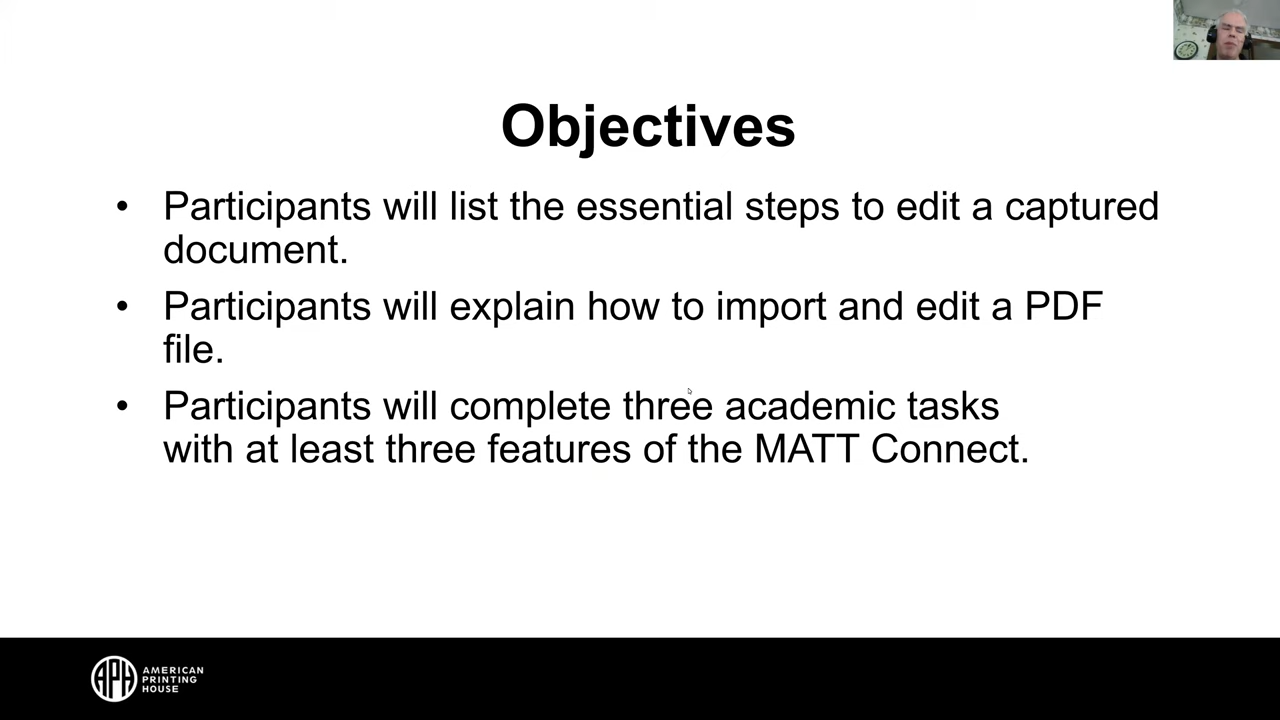 Objectives
• Participants will list the essential steps to edit a captured
document.
• Participants will explain how to import and edit a PDF
file.
• Participants will complete three academic tasks
with at least three features of the MATT Connect.
APH
AMERICAN
PRINTING
HOUSE